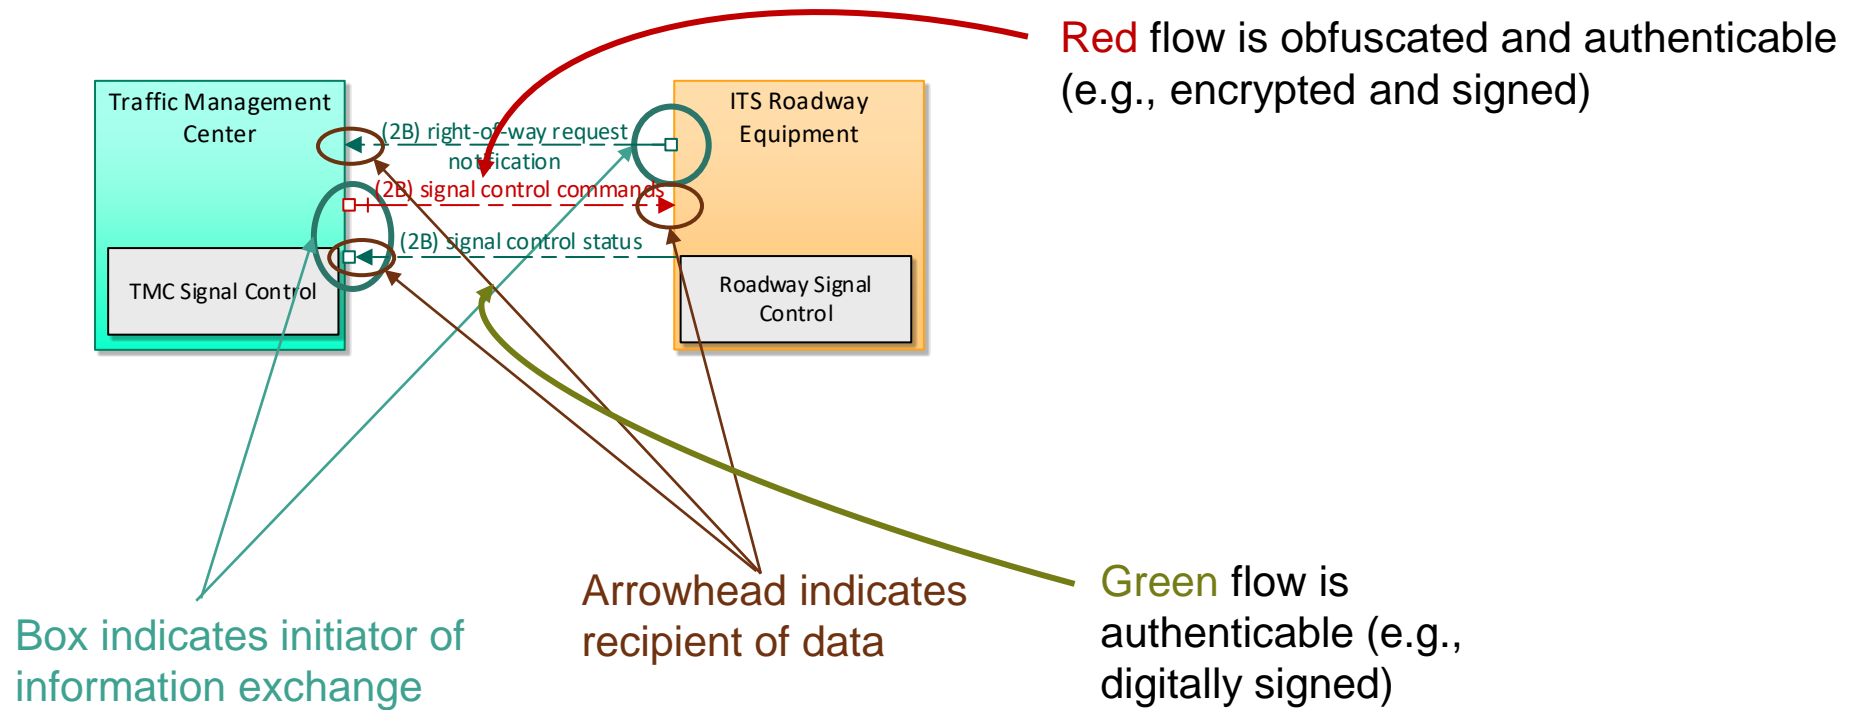 Red flow is obfuscated and authenticable
(e.g., encrypted and signed)
Traffic Management
Center
ITS Roadway
Equipment
(2B) right-of-way request
notification
(2B) signal control commands
(2B) signal control status
TMC Signal Control
Roadway Signal
Control
Box indicates initiator of
information exchange
Arrowhead indicates
recipient of data
Green flow is
authenticable (e.g.,
digitally signed)